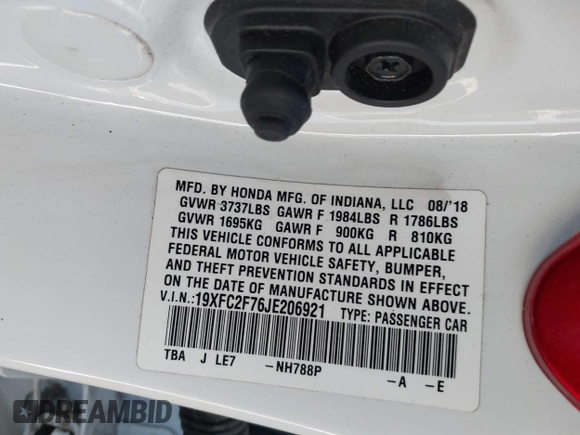 MFD. BY HONDA MFG. OF INDIANA, LLC 08/'18
GVWR 3737LBS GAWR F 1984LBS R 1786LBS
GVWR 1695KG GAWR F 900KG R 810KG
THIS VEHICLE CONFORMS TO ALL APPLICABLE
FEDERAL MOTOR VEHICLE SAFETY, BUMPER,
AND THEFT PREVENTION STANDARDS IN EFFECT
ON THE DATE OF MANUFACTURE SHOWN ABOVE.
V.I.N.:19XFC2F76JE206921 TYPE: PASSENGER CAR
TBA J LE7 -NH788P -A -E
DREAMBID